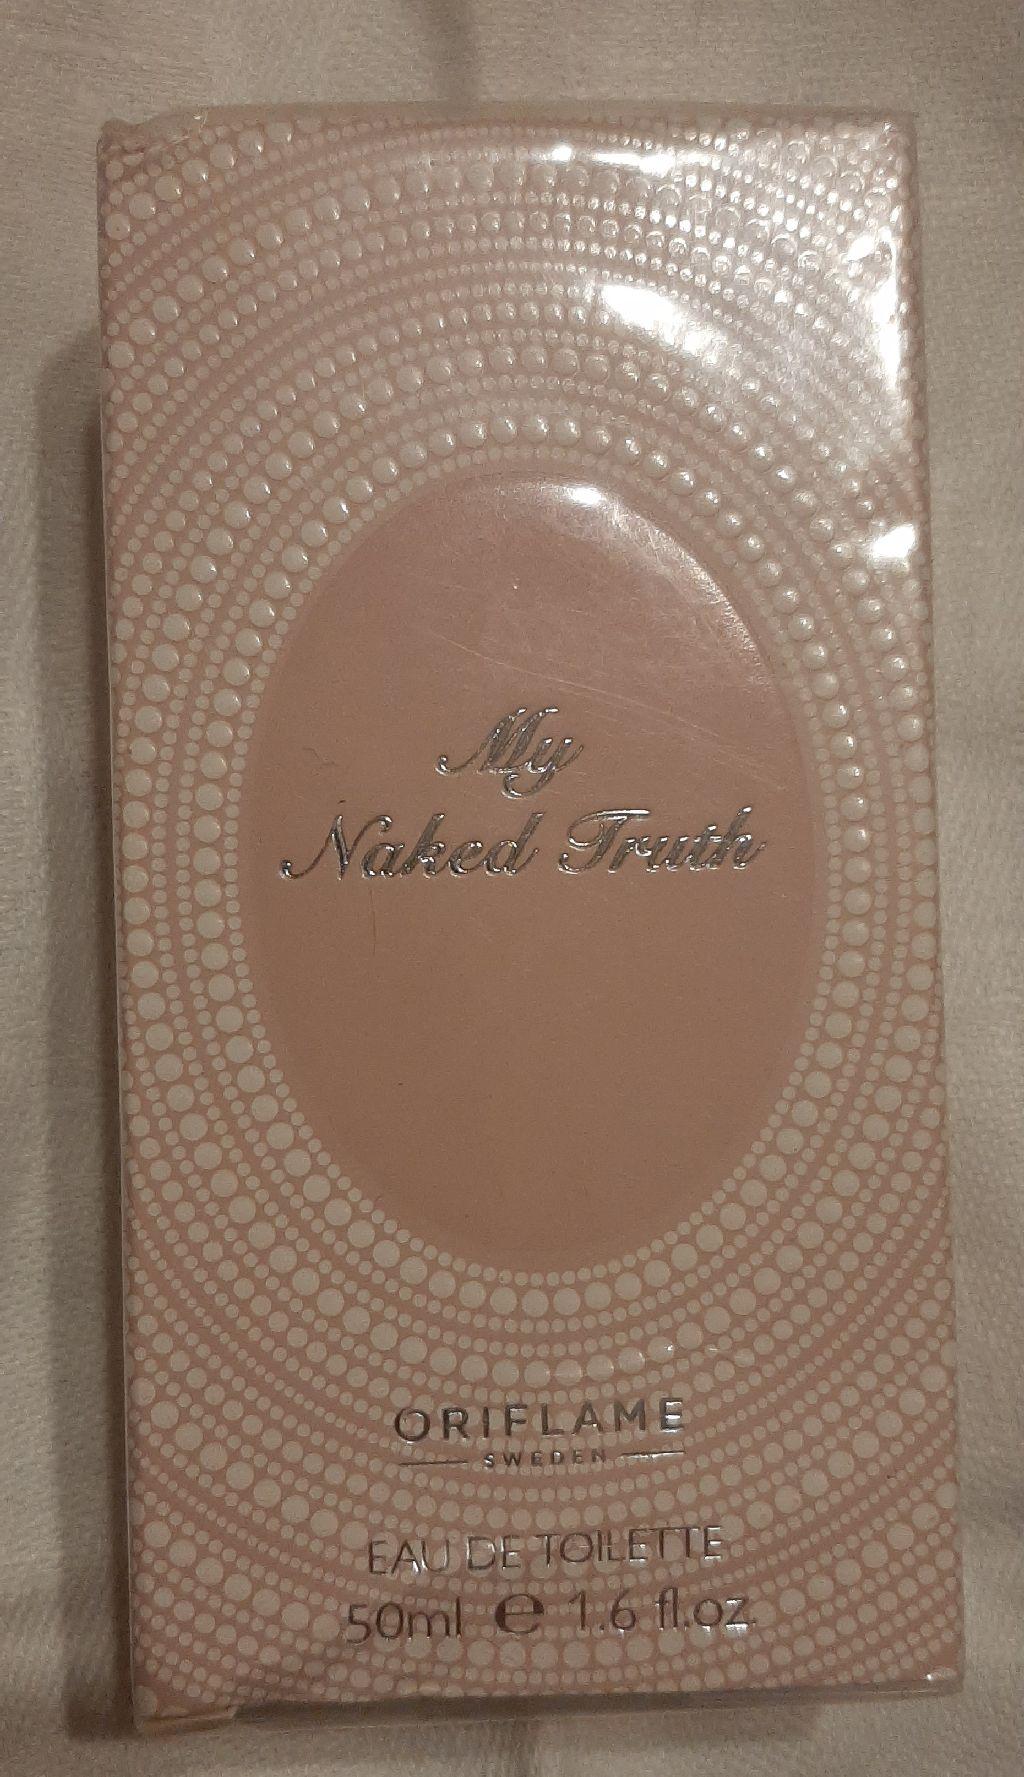 My
Naked Truth
ORIFLAME
SWEDEN
EAU DE TOILETTE
50ml e 1.6 fl.oz.